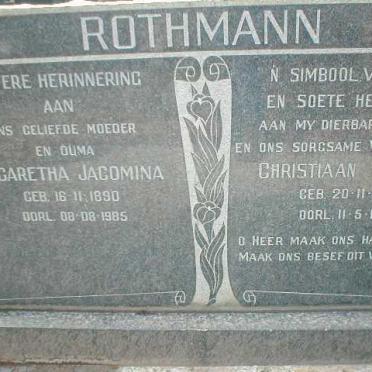 ROTHMANN
TERE HERINNERING
AAN
NS GELIEFDE MOEDER
EN OUMA
GARETHA JACOMINA
GEB. 16-11-1890
OORL. 08-08-1985
'N SIMBOOL V
EN SOETE HE
AAN MY DIERBAR
EN ONS SORGSAME
CHRISTIAAN
GEB. 20-11-
OORL. 11-5-
O HEER MAAK ONS HA
MAAK ONS BESEF DIT